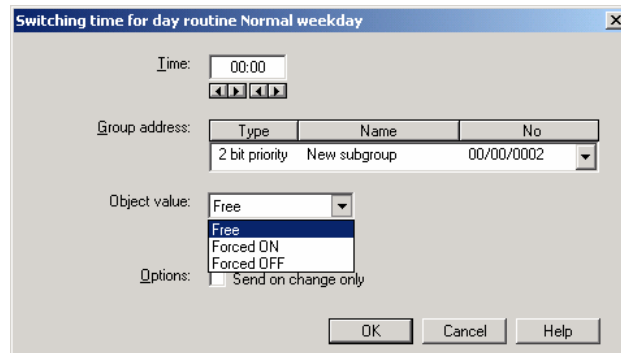 Switching time for day routine Normal weekday
Time: 00:00
Group address: Type Name No
2 bit priority New subgroup 00/00/0002
Object value: Free
Free
Forced ON
Forced OFF
Options: Send on change only
OK Cancel Help